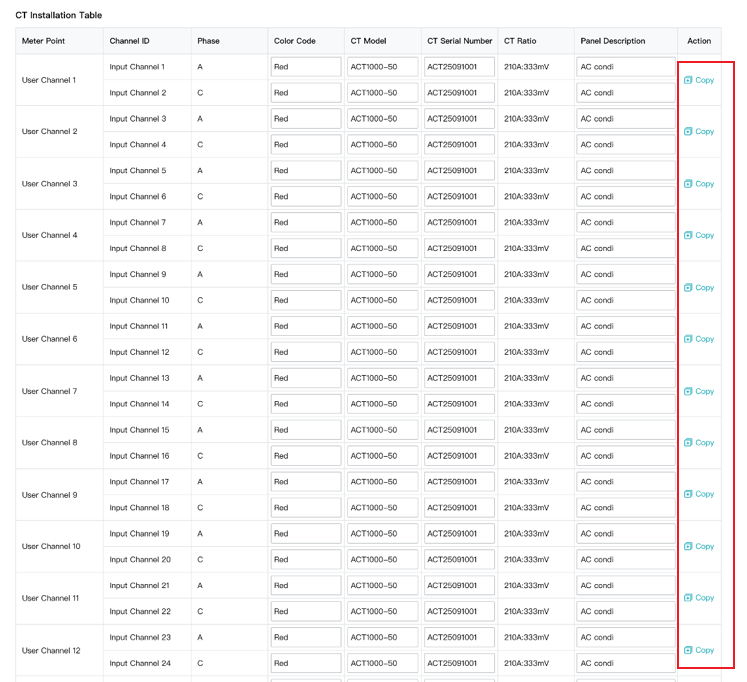 CT Installation Table
Meter Point Channel ID Phase Color Code CT Model CT Serial Number CT Ratio Panel Description Action
User Channel 1 Copy
Input Channel 1 A Red ACT1000-50 ACT25091001 210A:333mV AC condi
Input Channel 2 C Red ACT1000-50 ACT25091001 210A:333mV AC condi
User Channel 2 Copy
Input Channel 3 A Red ACT1000-50 ACT25091001 210A:333mV AC condi
Input Channel 4 C Red ACT1000-50 ACT25091001 210A:333mV AC condi
User Channel 3 Copy
Input Channel 5 A Red ACT1000-50 ACT25091001 210A:333mV AC condi
Input Channel 6 C Red ACT1000-50 ACT25091001 210A:333mV AC condi
User Channel 4 Copy
Input Channel 7 A Red ACT1000-50 ACT25091001 210A:333mV AC condi
Input Channel 8 C Red ACT1000-50 ACT25091001 210A:333mV AC condi
User Channel 5 Copy
Input Channel 9 A Red ACT1000-50 ACT25091001 210A:333mV AC condi
Input Channel 10 C Red ACT1000-50 ACT25091001 210A:333mV AC condi
User Channel 6 Copy
Input Channel 11 A Red ACT1000-50 ACT25091001 210A:333mV AC condi
Input Channel 12 C Red ACT1000-50 ACT25091001 210A:333mV AC condi
User Channel 7 Copy
Input Channel 13 A Red ACT1000-50 ACT25091001 210A:333mV AC condi
Input Channel 14 C Red ACT1000-50 ACT25091001 210A:333mV AC condi
User Channel 8 Copy
Input Channel 15 A Red ACT1000-50 ACT25091001 210A:333mV AC condi
Input Channel 16 C Red ACT1000-50 ACT25091001 210A:333mV AC condi
User Channel 9 Copy
Input Channel 17 A Red ACT1000-50 ACT25091001 210A:333mV AC condi
Input Channel 18 C Red ACT1000-50 ACT25091001 210A:333mV AC condi
User Channel 10 Copy
Input Channel 19 A Red ACT1000-50 ACT25091001 210A:333mV AC condi
Input Channel 20 C Red ACT1000-50 ACT25091001 210A:333mV AC condi
User Channel 11 Copy
Input Channel 21 A Red ACT1000-50 ACT25091001 210A:333mV AC condi
Input Channel 22 C Red ACT1000-50 ACT25091001 210A:333mV AC condi
User Channel 12 Copy
Input Channel 23 A Red ACT1000-50 ACT25091001 210A:333mV AC condi
Input Channel 24 C Red ACT1000-50 ACT25091001 210A:333mV AC condi